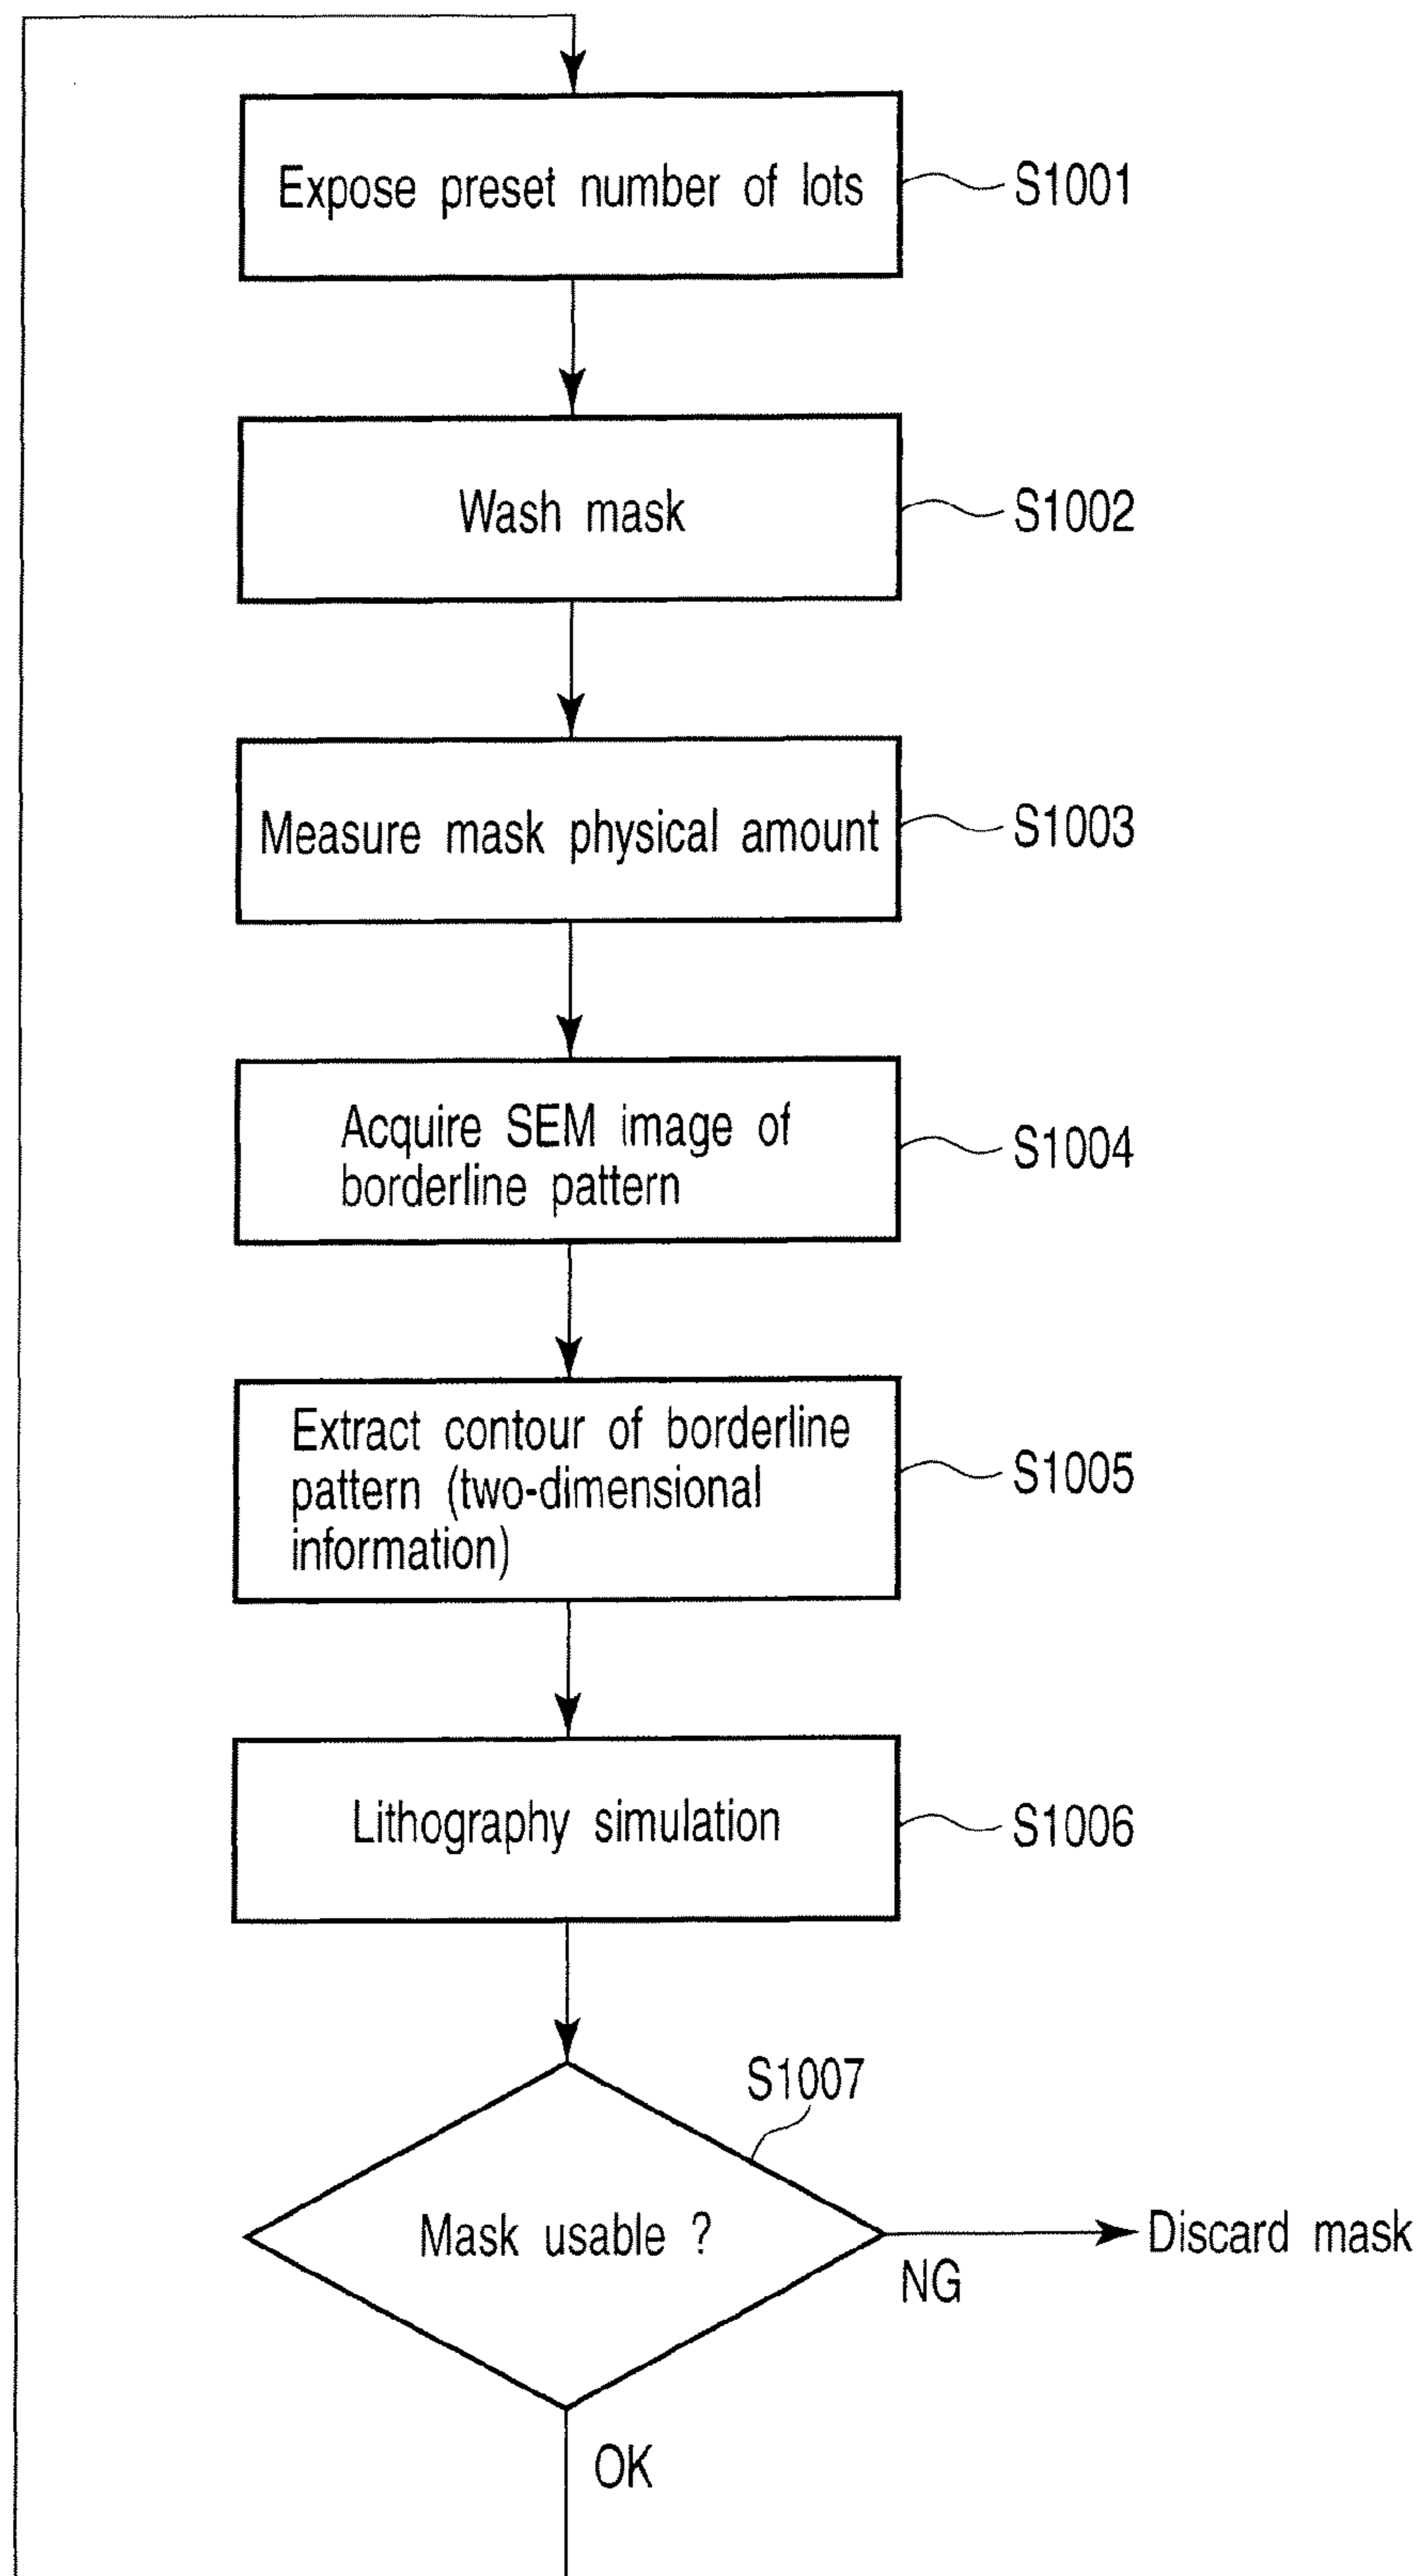 Expose preset number of lots
S1001
Wash mask
S1002
Measure mask physical amount
S1003
Acquire SEM image of
borderline pattern
S1004
Extract contour of borderline
pattern (two-dimensional
information)
S1005
Lithography simulation
S1006
S1007
Mask usable ?
Discard mask
NG
OK